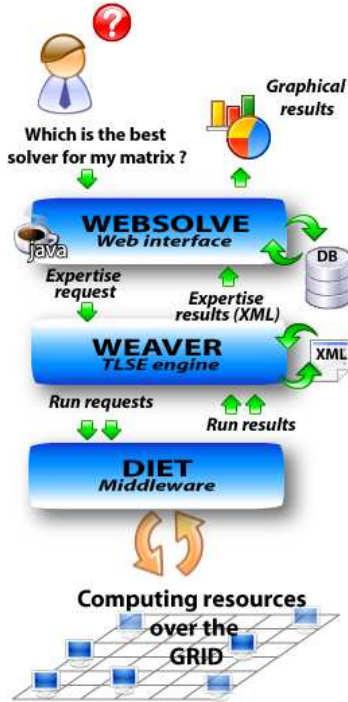 ?
Graphical
results
Which is the best
solver for my matrix ?
WEBSOLVE
Web interface
java
DB
Expertise
request
Expertise
results (XML)
WEAVER
TLSE engine
XML
Run requests
Run results
DIET
Middleware
Computing resources
over the
GRID